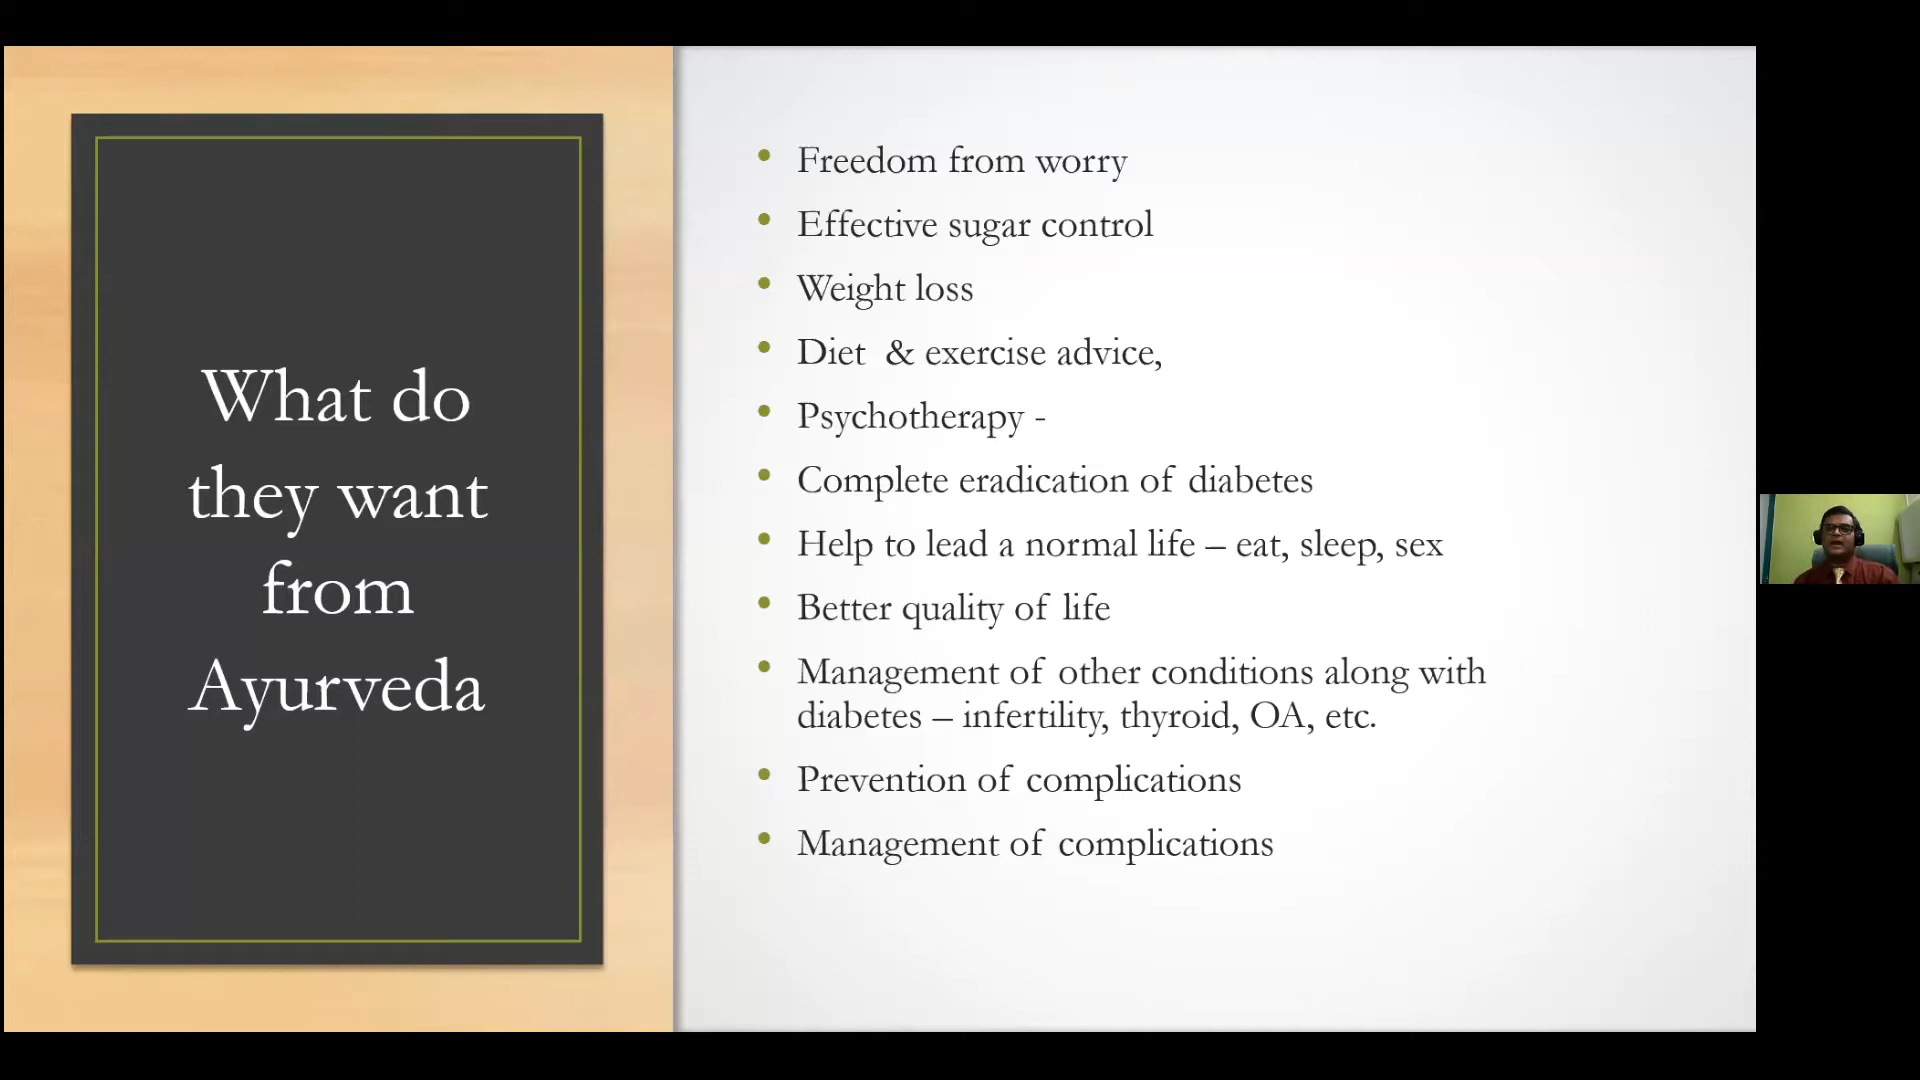 What do
they want
from
Ayurveda
• Freedom from worry
• Effective sugar control
• Weight loss
• Diet  & exercise advice,
• Psychotherapy -
• Complete eradication of diabetes
• Help to lead a normal life – eat, sleep, sex
• Better quality of life
• Management of other conditions along with
diabetes – infertility, thyroid, OA, etc.
• Prevention of complications
• Management of complications